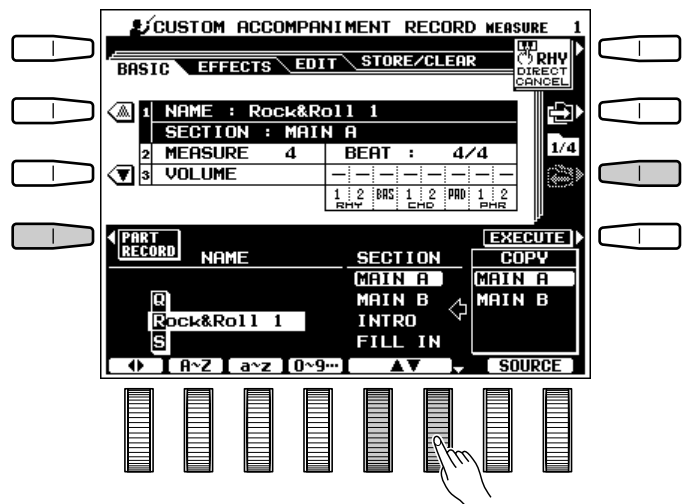 CUSTOM ACCOMPANIMENT RECORD MEASURE 1
BASIC EFFECTS EDIT STORE/CLEAR
RHY
DIRECT
CANCEL
1 NAME : Rock&Roll 1
SECTION : MAIN A
2 MEASURE 4 BEAT : 4/4
1/4
3 VOLUME – – – – – – – –
1 2 BAS 1 2 PAD 1 2
RHY CHD PHR
PART
RECORD
EXECUTE
NAME SECTION COPY
MAIN A MAIN A
Q MAIN B MAIN B
Rock&Roll 1 INTRO
S FILL IN
A~Z a~z 0~9… ▲▼ SOURCE